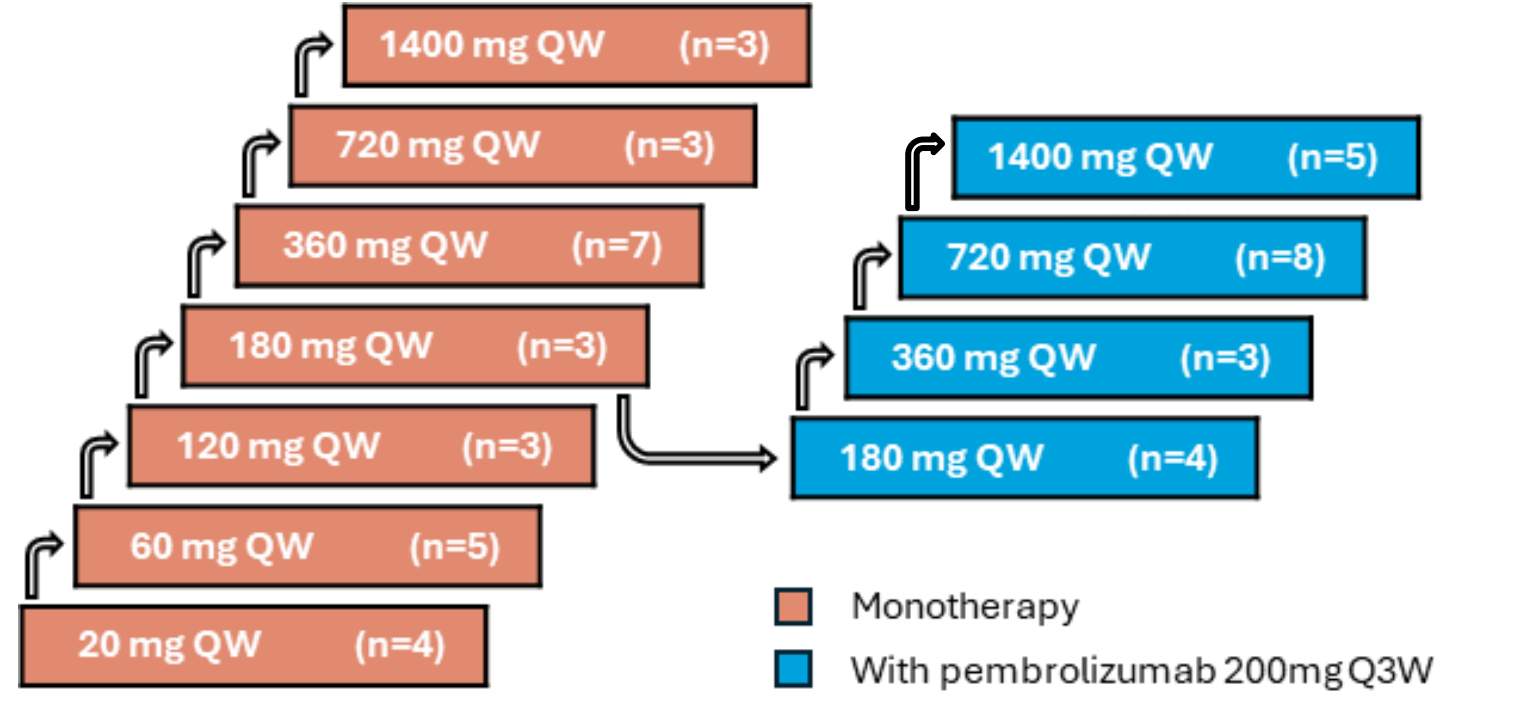 1400 mg QW (n=3)
720 mg QW (n=3)
360 mg QW (n=7)
180 mg QW (n=3)
120 mg QW (n=3)
60 mg QW (n=5)
20 mg QW (n=4)
1400 mg QW (n=5)
720 mg QW (n=8)
360 mg QW (n=3)
180 mg QW (n=4)
Monotherapy
With pembrolizumab 200mg Q3W